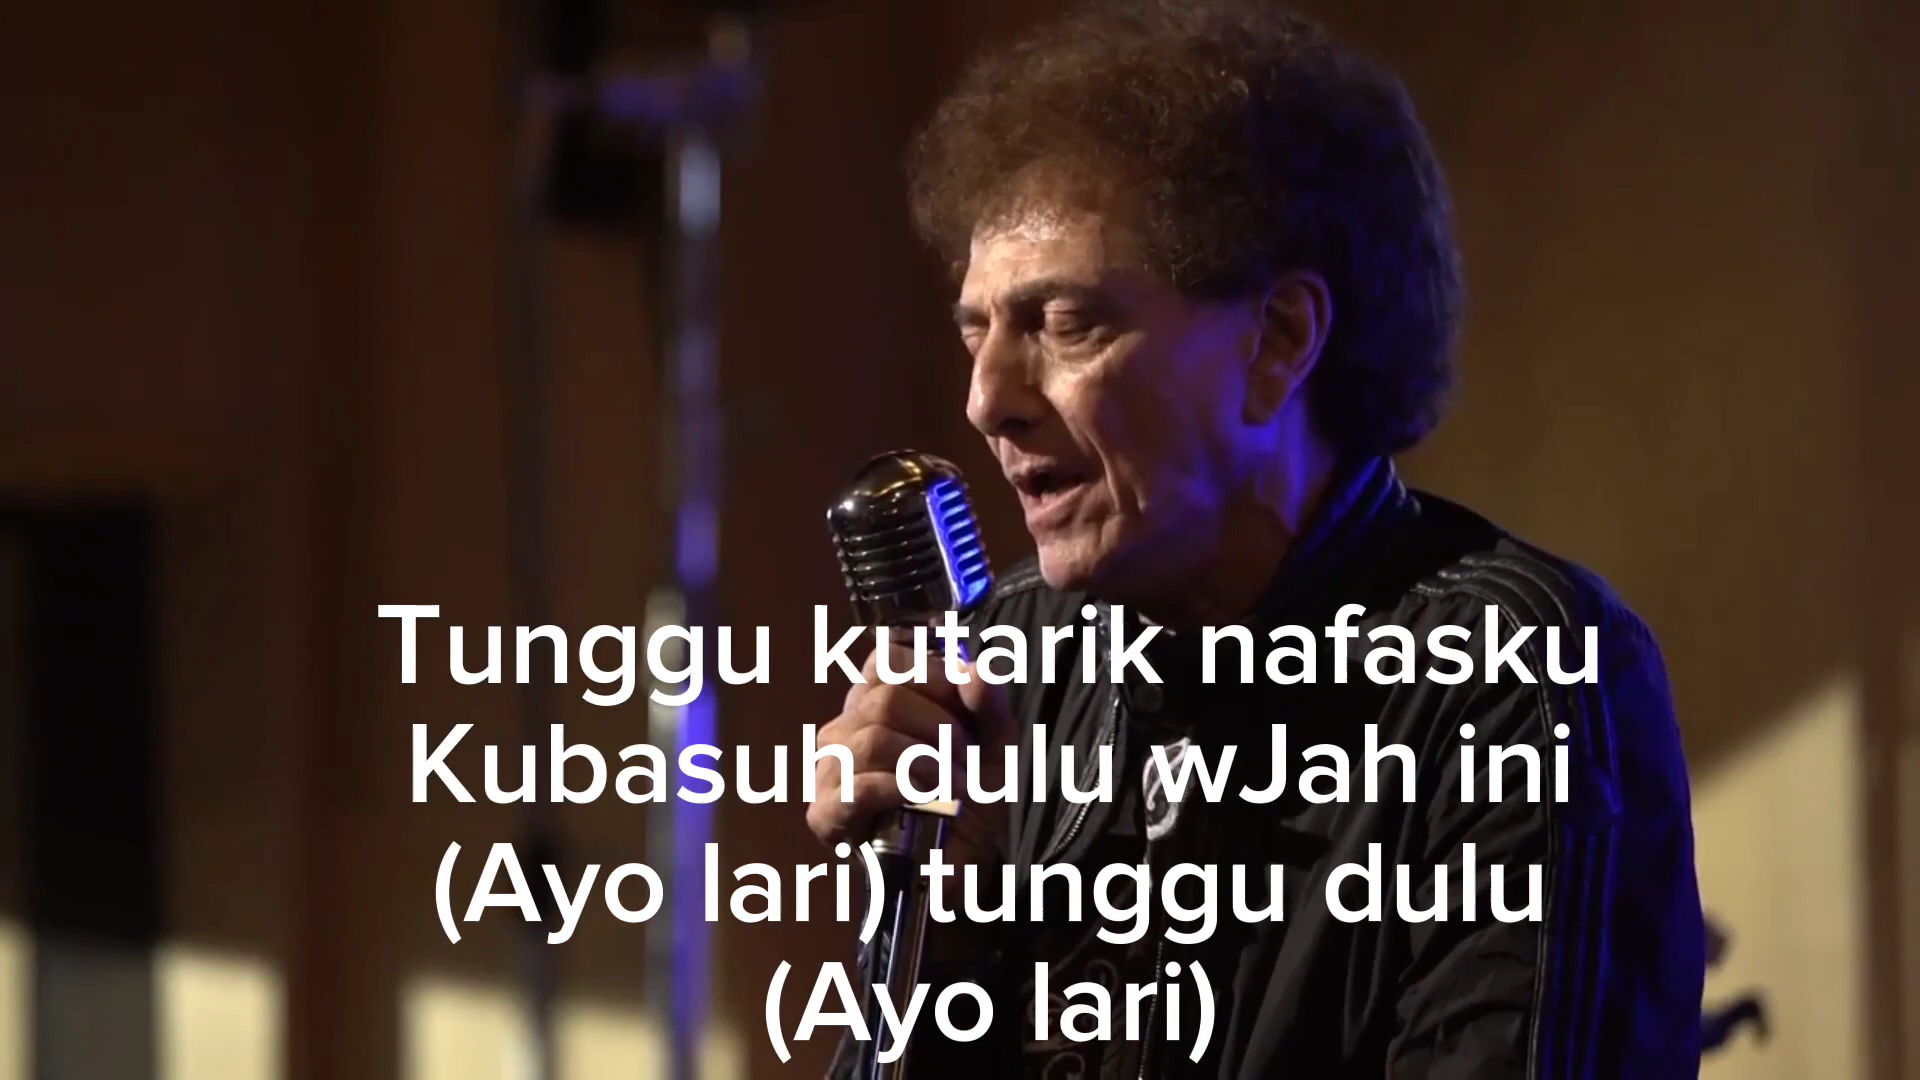 Tunggu kutarik nafasku
Kubasuh dulu wJah ini
(Ayo lari) tunggu dulu
(Ayo lari)